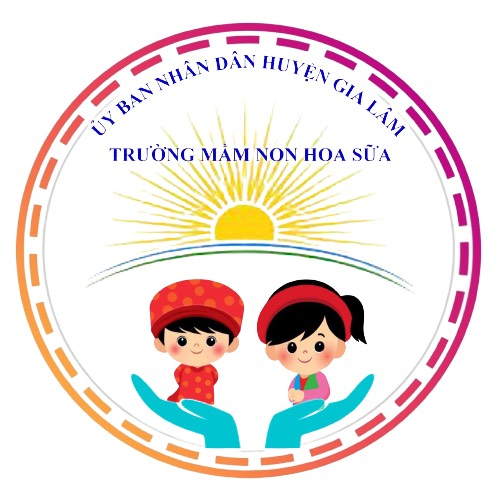 ỦY BAN NHÂN DÂN HUYỆN GIA LÂM
TRƯỜNG MẦM NON HOA SỮA